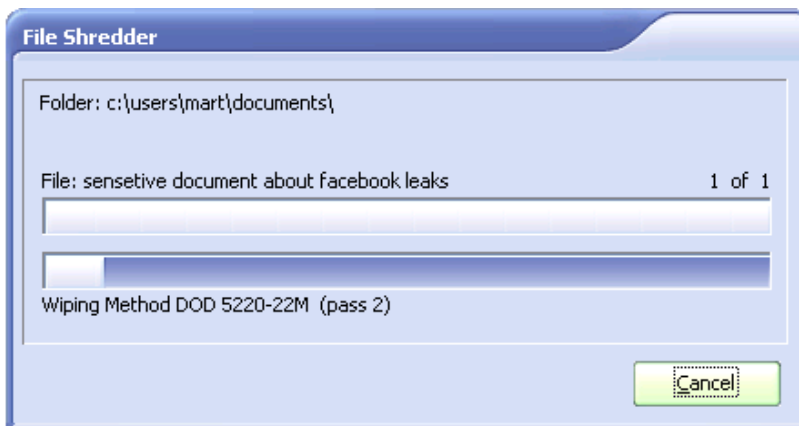 File Shredder
Folder: c:\users\mart\documents\
File: sensetive document about facebook leaks 1 of 1
Wiping Method DOD 5220-22M (pass 2)
Cancel